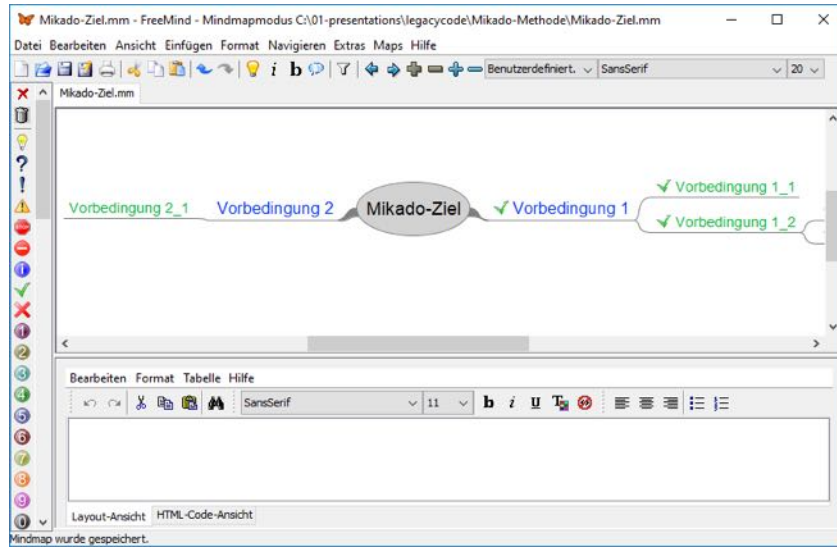 Mikado-Ziel.mm - FreeMind - Mindmapmodus C:\01-presentations\legacycode\Mikado-Methode\Mikado-Ziel.mm
Datei Bearbeiten Ansicht Einfügen Format Navigieren Extras Maps Hilfe
i b Benutzerdefiniert. SansSerif 20
Mikado-Ziel.mm
Vorbedingung 1_1
Vorbedingung 2_1 Vorbedingung 2 Mikado-Ziel Vorbedingung 1
Vorbedingung 1_2
Bearbeiten Format Tabelle Hilfe
SansSerif 11 b i u
Layout-Ansicht HTML-Code-Ansicht
Mindmap wurde gespeichert.